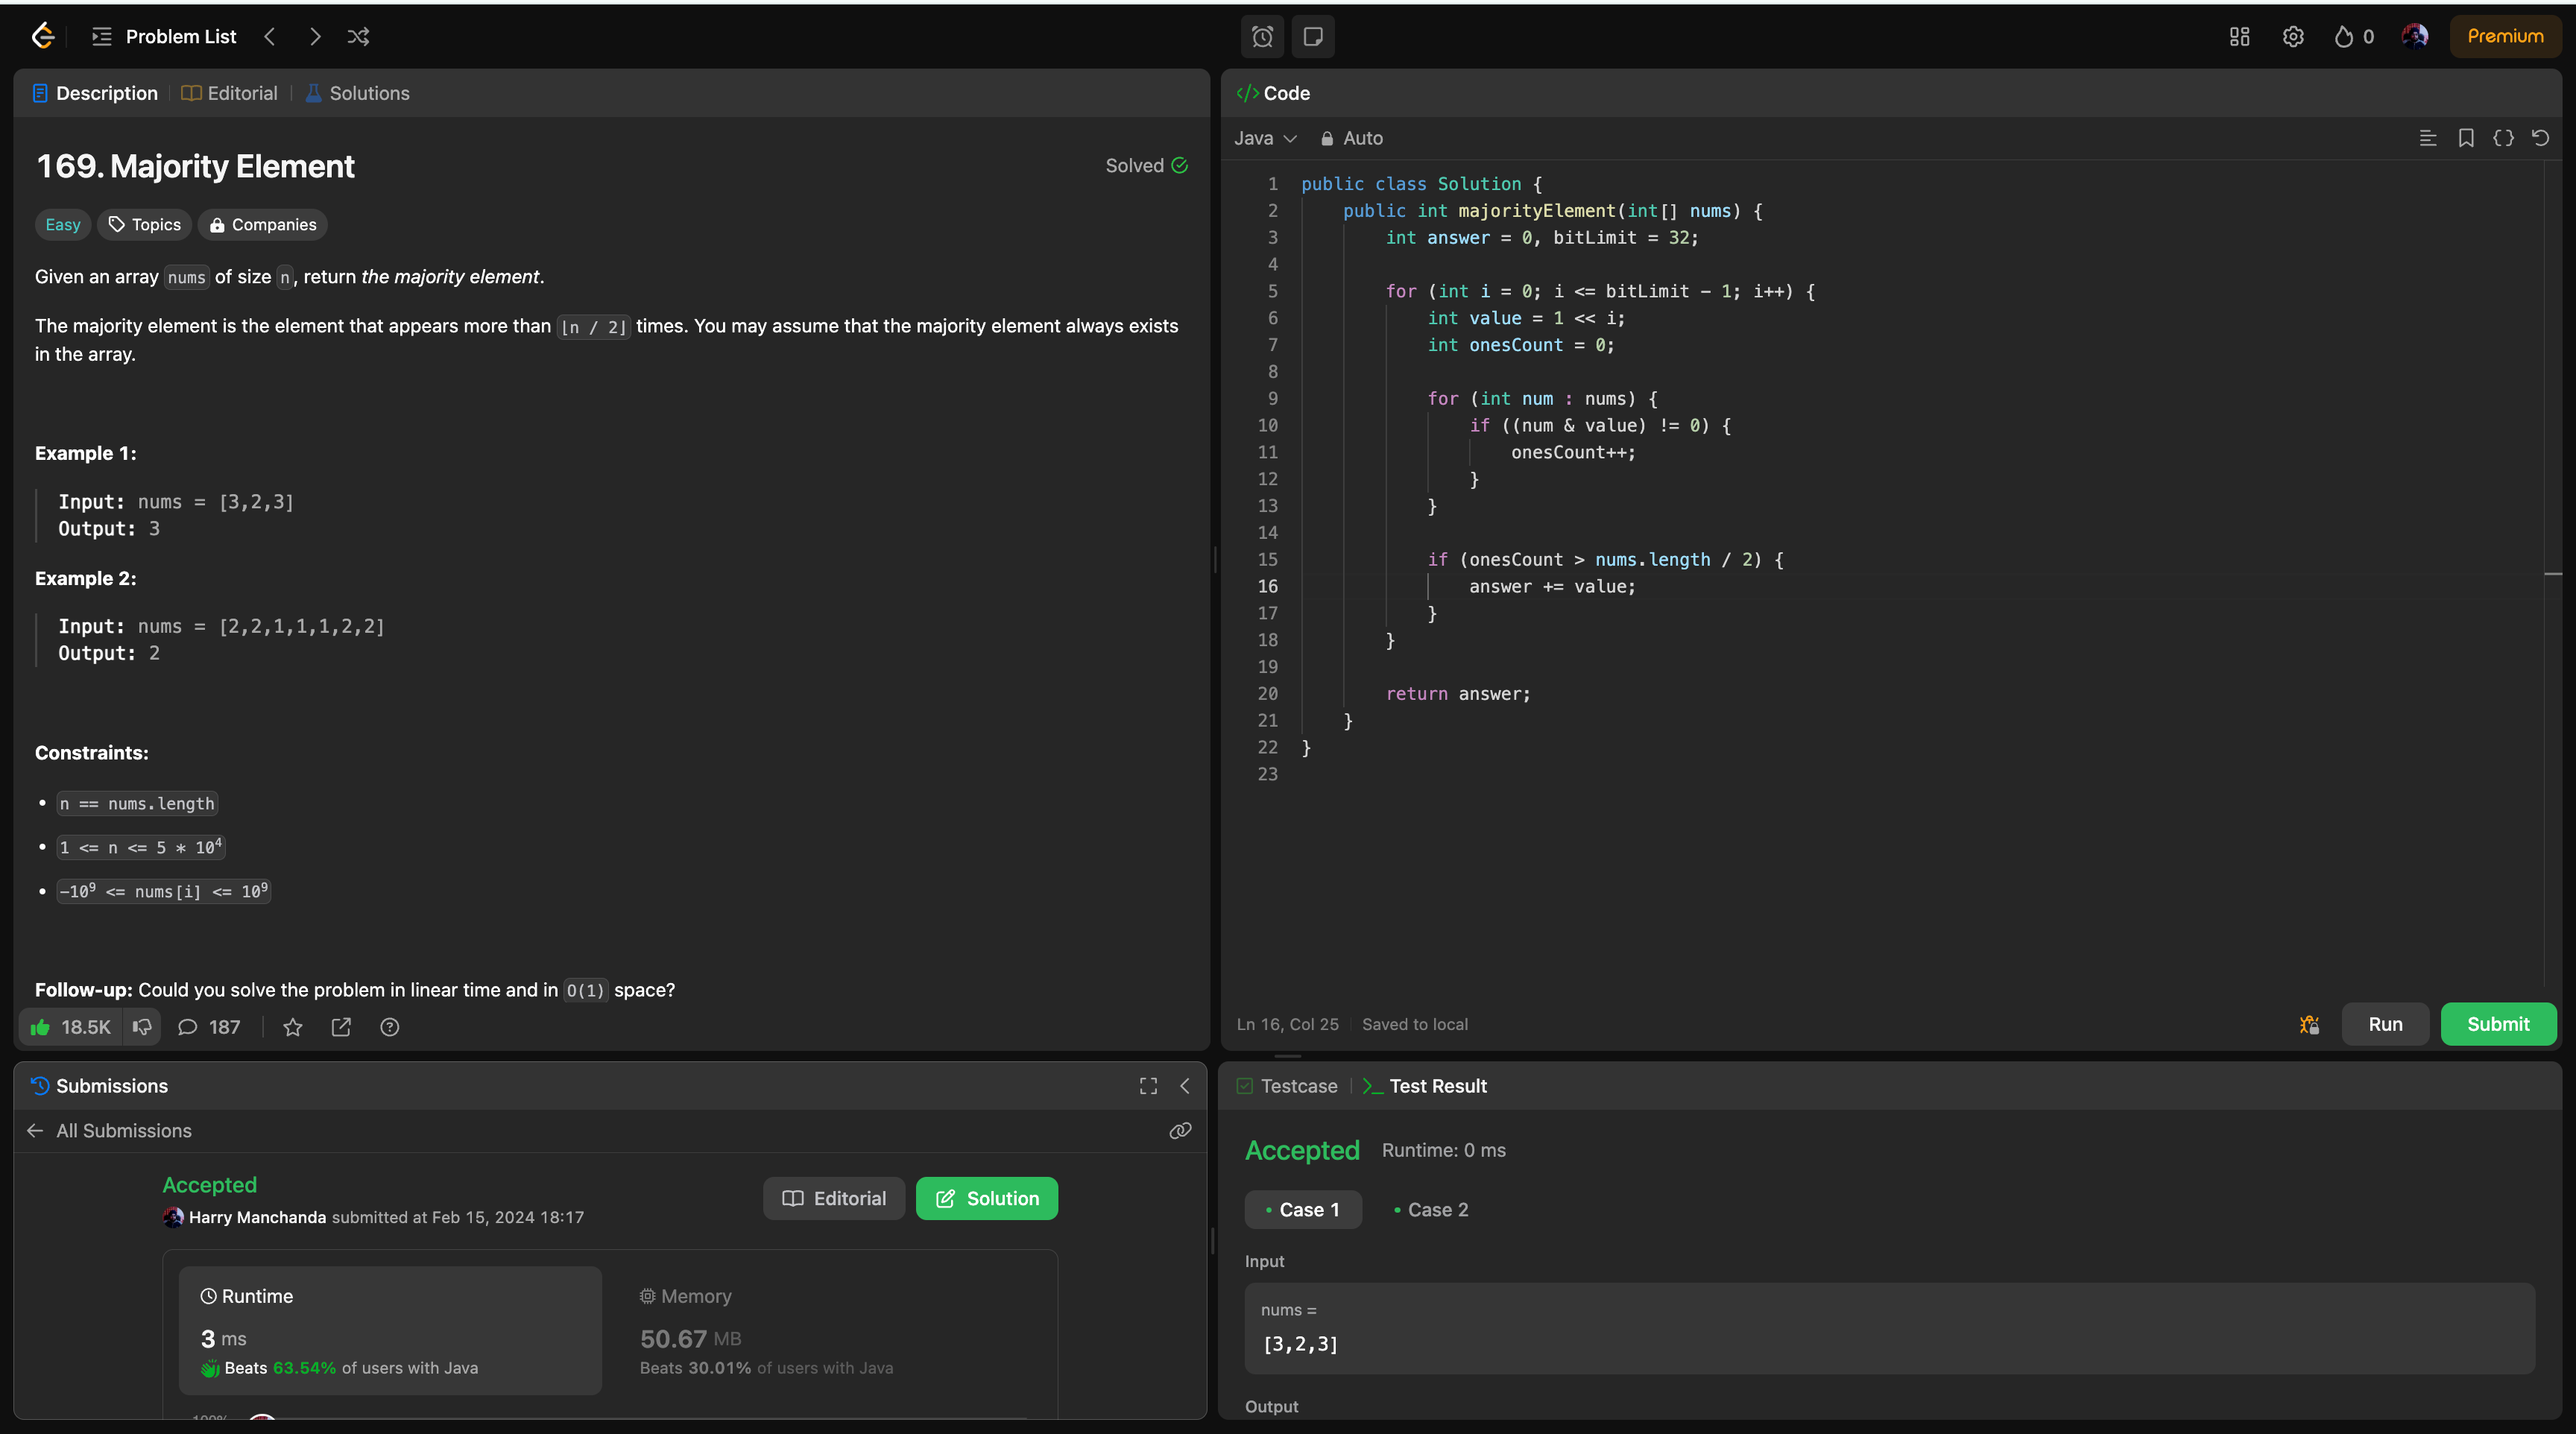 Problem List
0
Premium
Description
Editorial
Solutions
169. Majority Element
Solved
Easy
Topics
Companies
Given an array nums of size n, return the majority element.
The majority element is the element that appears more than ⌊n / 2⌋ times. You may assume that the majority element always exists
in the array.
Example 1:
Input: nums = [3,2,3]
Output: 3
Example 2:
Input: nums = [2,2,1,1,1,2,2]
Output: 2
Constraints:
• n == nums.length
• 1 <= n <= 5 * 10⁴
• -10⁹ <= nums[i] <= 10⁹
Follow-up: Could you solve the problem in linear time and in O(1) space?
18.5K
187
</> Code
Java
Auto
1 public class Solution {
2     public int majorityElement(int[] nums) {
3         int answer = 0, bitLimit = 32;
4
5         for (int i = 0; i <= bitLimit - 1; i++) {
6             int value = 1 << i;
7             int onesCount = 0;
8
9             for (int num : nums) {
10                 if ((num & value) != 0) {
11                     onesCount++;
12                 }
13             }
14
15             if (onesCount > nums.length / 2) {
16                 answer += value;
17             }
18         }
19
20         return answer;
21     }
22 }
23
Ln 16, Col 25
Saved to local
Run
Submit
Submissions
All Submissions
Accepted
Harry Manchanda submitted at Feb 15, 2024 18:17
Editorial
Solution
Runtime
3 ms
Beats 63.54% of users with Java
Memory
50.67 MB
Beats 30.01% of users with Java
100%
Testcase
Test Result
Accepted
Runtime: 0 ms
• Case 1
• Case 2
Input
nums =
[3,2,3]
Output